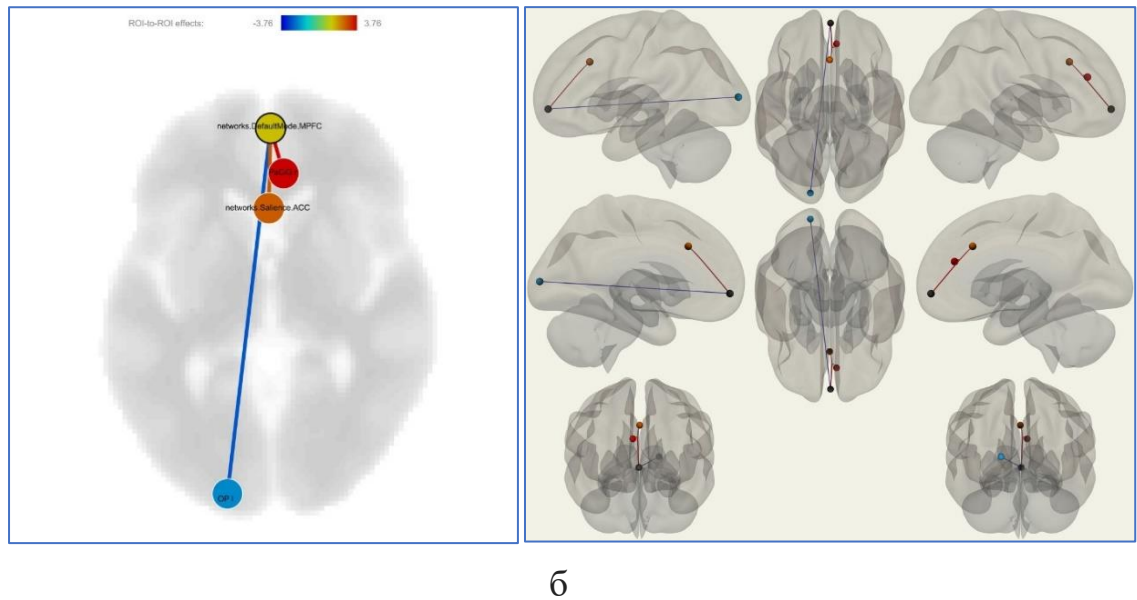 ROI-to-ROI effects: -3.76 3.76
networks.DefaultMode.MPFC
PaCiG r
networks.Salience.ACC
OP l
б